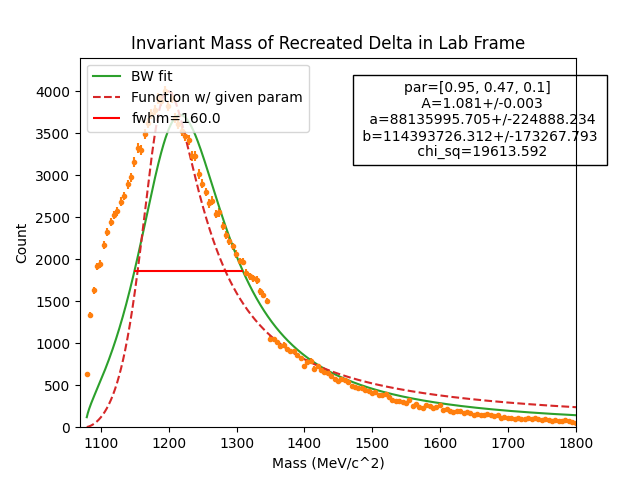 Invariant Mass of Recreated Delta in Lab Frame
BW fit
Function w/ given param
fwhm=160.0
par=[0.95, 0.47, 0.1]
A=1.081+/-0.003
a=88135995.705+/-224888.234
b=114393726.312+/-173267.793
chi_sq=19613.592
Count
4000
3500
3000
2500
2000
1500
1000
500
0
1100 1200 1300 1400 1500 1600 1700 1800
Mass (MeV/c^2)